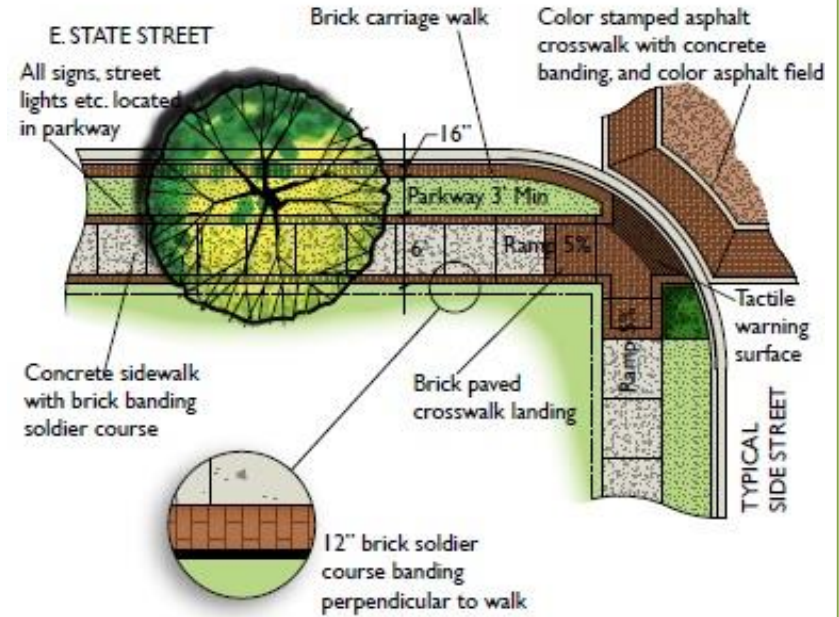 E. STATE STREET
Brick carriage walk
Color stamped asphalt
crosswalk with concrete
banding, and color asphalt field
All signs, street
lights etc. located
in parkway
16”
Parkway 3' Min
6'
Ramp 5%
Ramp 5%
Tactile
warning
surface
Concrete sidewalk
with brick banding
soldier course
Brick paved
crosswalk landing
TYPICAL
SIDE STREET
12” brick soldier
course banding
perpendicular to walk